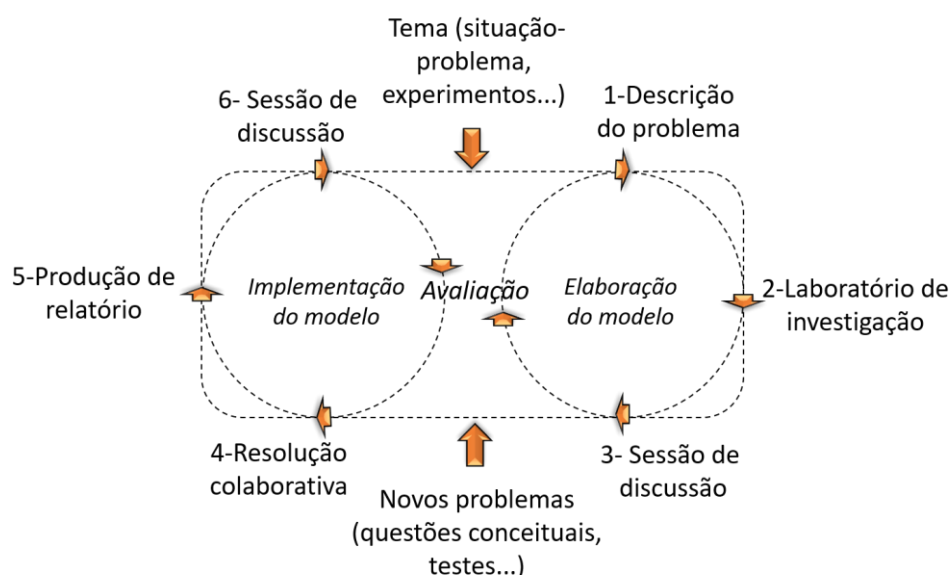 Tema (situação-
problema,
experimentos...)
6- Sessão de
discussão
1-Descrição
do problema
5-Produção de
relatório
Implementação
do modelo
Avaliação
Elaboração
do modelo
2-Laboratório de
investigação
4-Resolução
colaborativa
3- Sessão de
discussão
Novos problemas
(questões conceituais,
testes...)